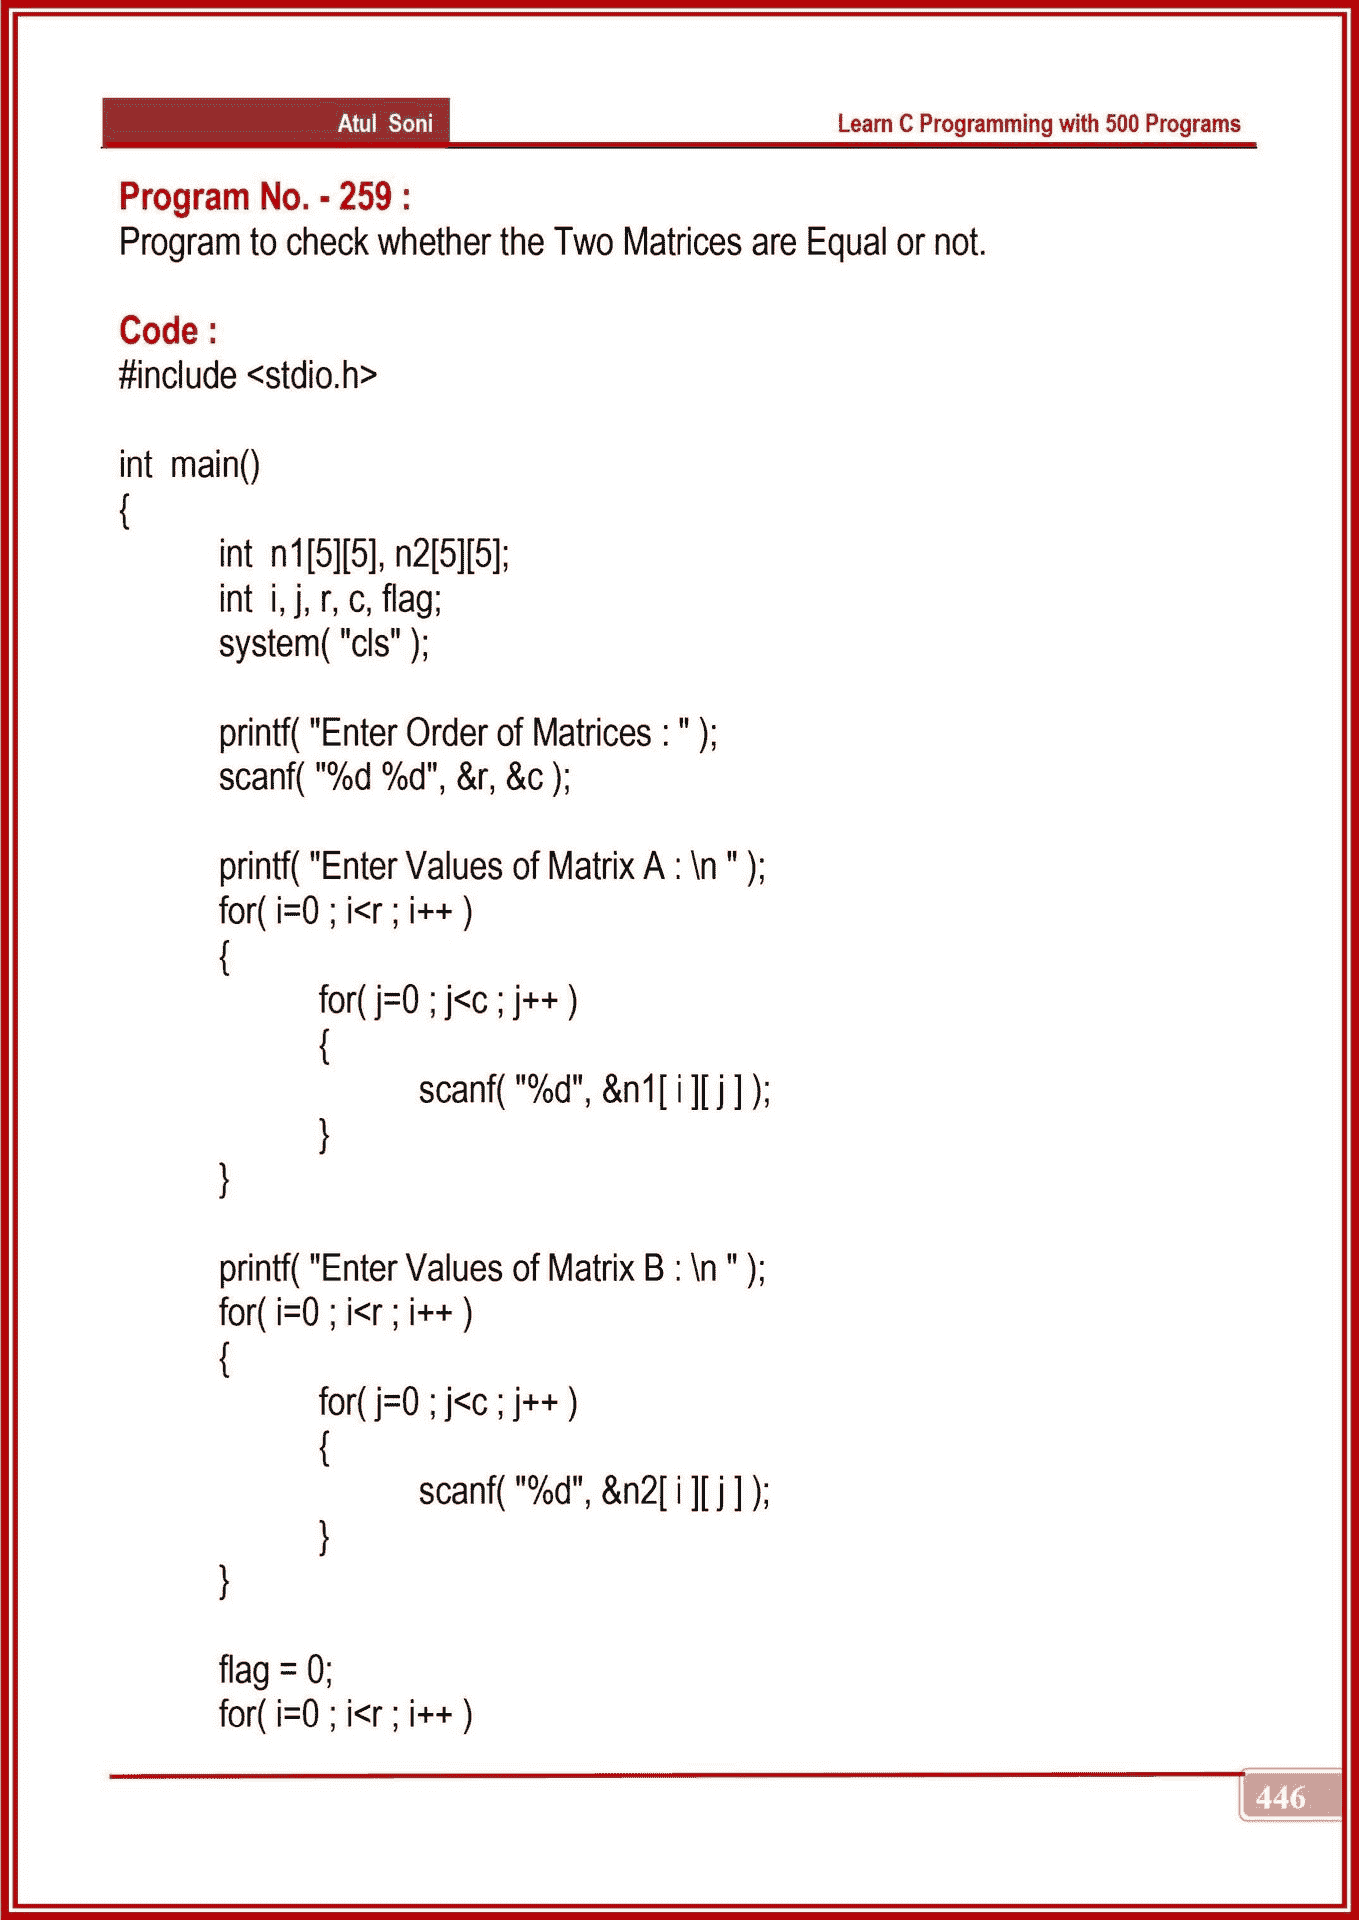 Atul  Soni
Learn C Programming with 500 Programs
Program No. - 259 :
Program to check whether the Two Matrices are Equal or not.
Code :
#include <stdio.h>
int  main()
{
int  n1[5][5], n2[5][5];
int  i, j, r, c, flag;
system( "cls" );
printf( "Enter Order of Matrices : " );
scanf( "%d %d", &r, &c );
printf( "Enter Values of Matrix A : \n " );
for( i=0 ; i<r ; i++ )
{
for( j=0 ; j<c ; j++ )
{
scanf( "%d", &n1[ i ][ j ] );
}
}
printf( "Enter Values of Matrix B : \n " );
for( i=0 ; i<r ; i++ )
{
for( j=0 ; j<c ; j++ )
{
scanf( "%d", &n2[ i ][ j ] );
}
}
flag = 0;
for( i=0 ; i<r ; i++ )
446